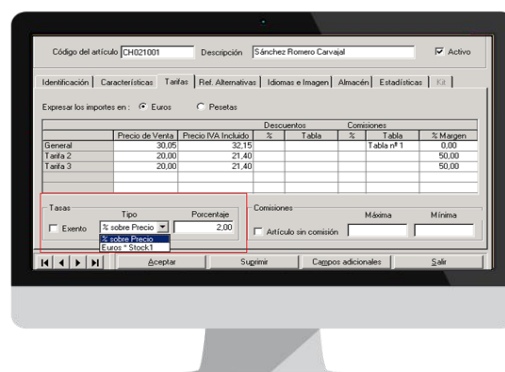 Código del artículo CH021001 Descripción Sánchez Romero Carvajal Activo
Identificación Características Tarifas Ref. Alternativas Idiomas e Imagen Almacén Estadísticas Kit
Expresar los importes en : Euros Pesetas
Descuentos Comisiones
Precio de Venta Precio IVA Incluido % Tabla % Tabla % Margen
General 30,05 32,15 Tabla nº 1 0,00
Tarifa 2 20,00 21,40 50,00
Tarifa 3 20,00 21,40 50,00
Tasas Comisiones
Tipo Porcentaje Máxima Mínima
Exento % sobre Precio 2,00 Artículo sin comisión
% sobre Precio
Euros * Stock1
Aceptar Suprimir Campos adicionales Salir